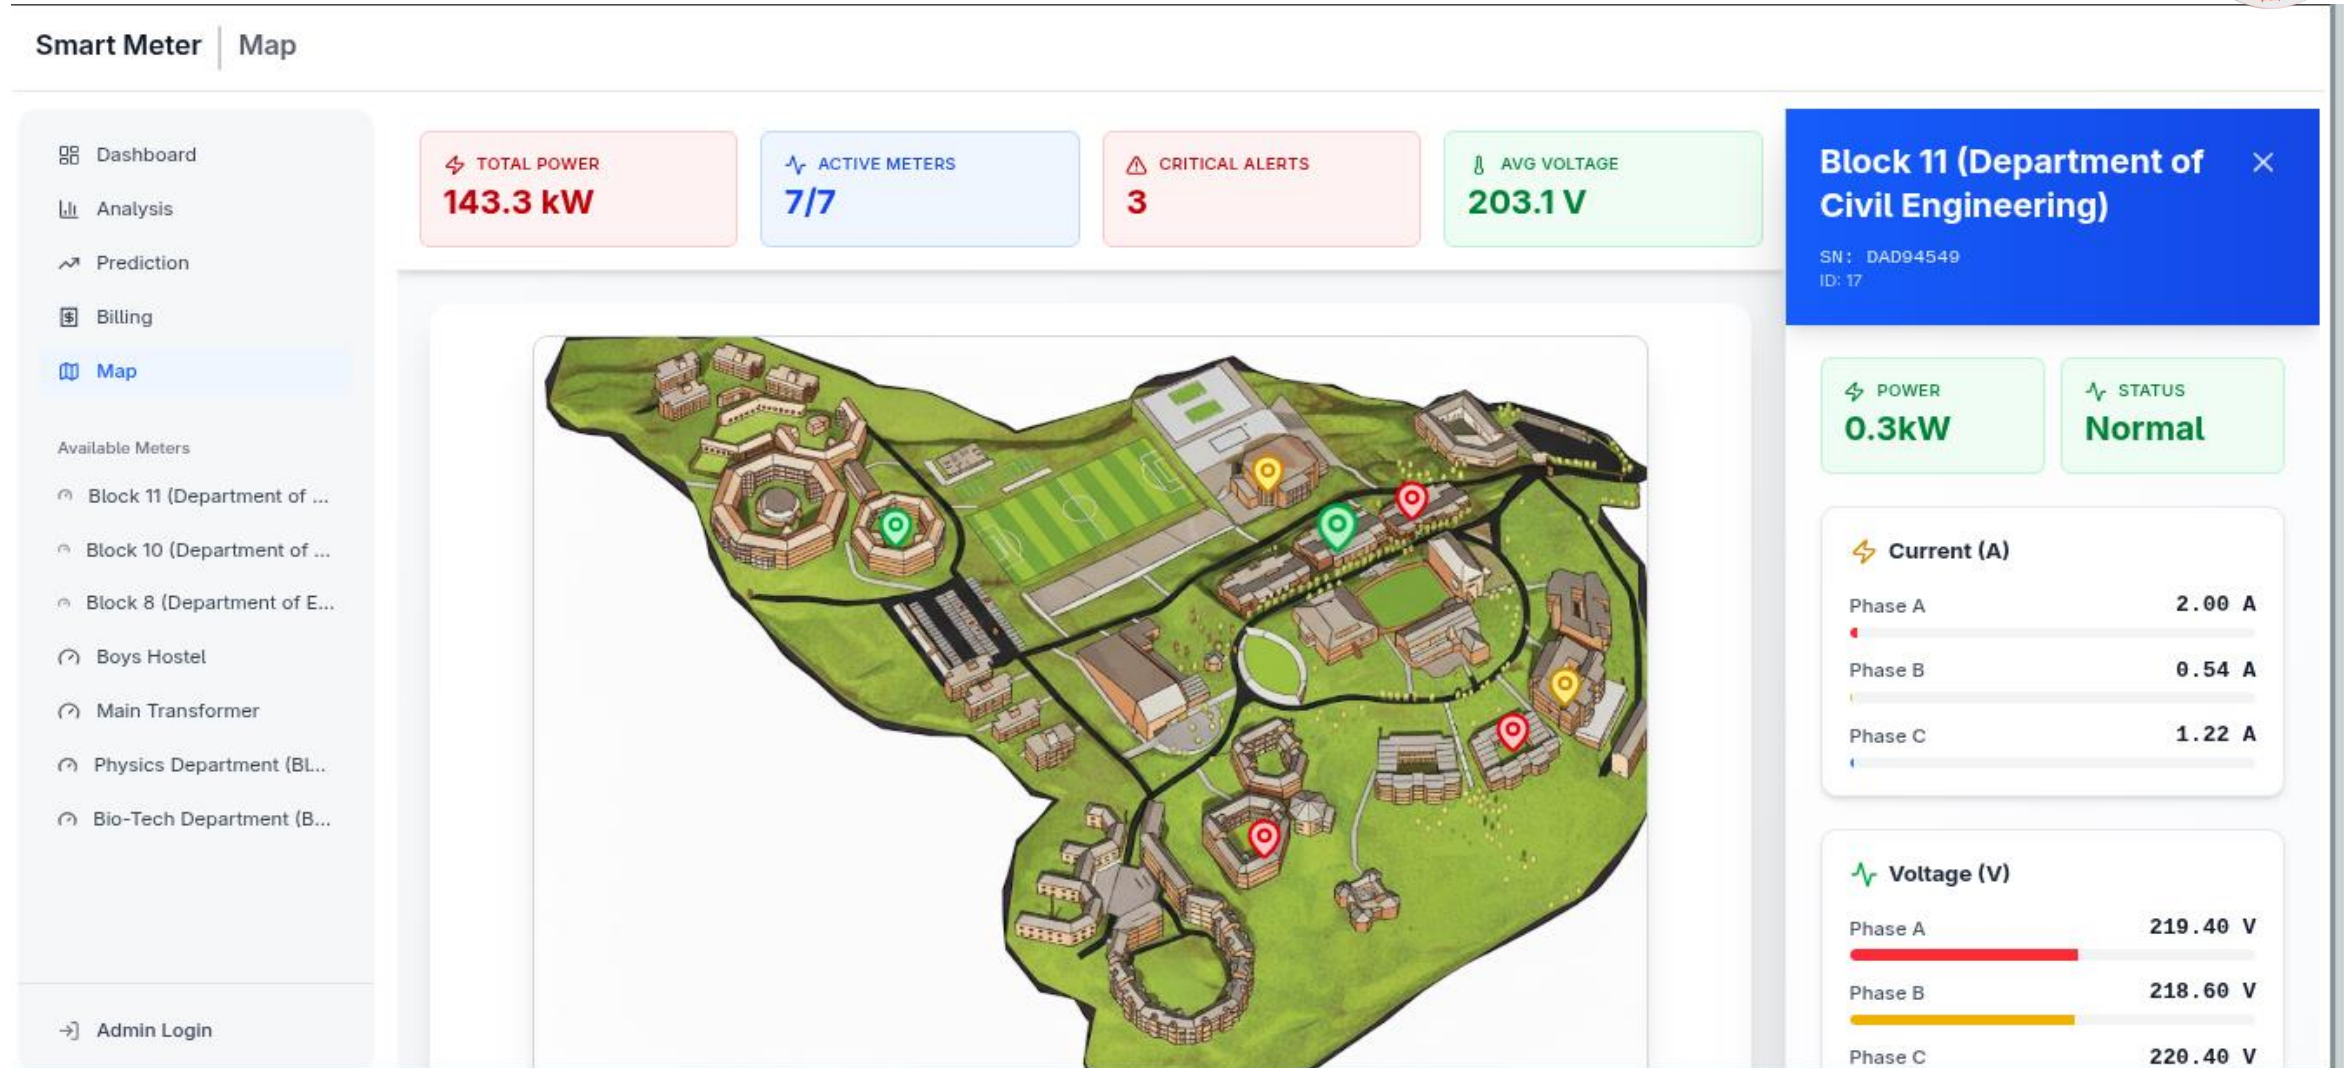 Smart Meter
Map
Dashboard
Analysis
Prediction
Billing
Map
Available Meters
Block 11 (Department of ...
Block 10 (Department of ...
Block 8 (Department of E...
Boys Hostel
Main Transformer
Physics Department (Bl...
Bio-Tech Department (B...
Admin Login
TOTAL POWER
143.3 kW
ACTIVE METERS
7/7
CRITICAL ALERTS
3
AVG VOLTAGE
203.1 V
Block 11 (Department of
Civil Engineering)
SN: DAD94549
ID: 17
POWER
0.3kW
STATUS
Normal
Current (A)
Phase A 2.00 A
Phase B 0.54 A
Phase C 1.22 A
Voltage (V)
Phase A 219.40 V
Phase B 218.60 V
Phase C 220.40 V